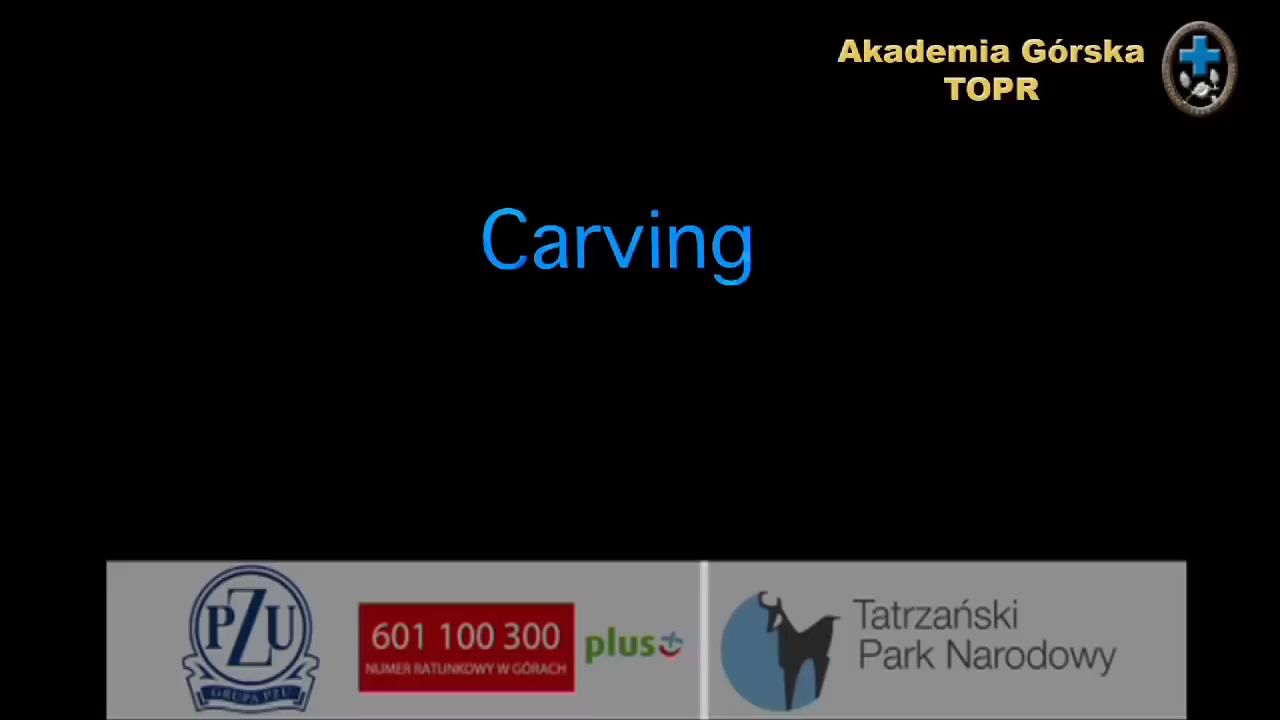 Akademia Górska
TOPR
Carving
PZU
GRUPA PZU
601 100 300
NUMER RATUNKOWY W GÓRACH
plus
Tatrzański
Park Narodowy